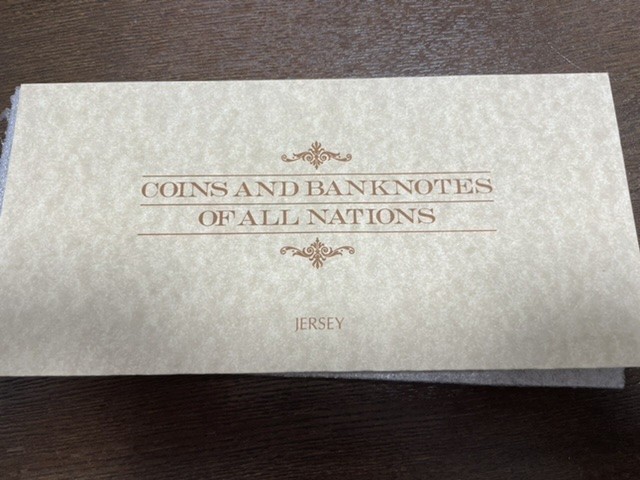 COINS AND BANKNOTES
OF ALL NATIONS
JERSEY